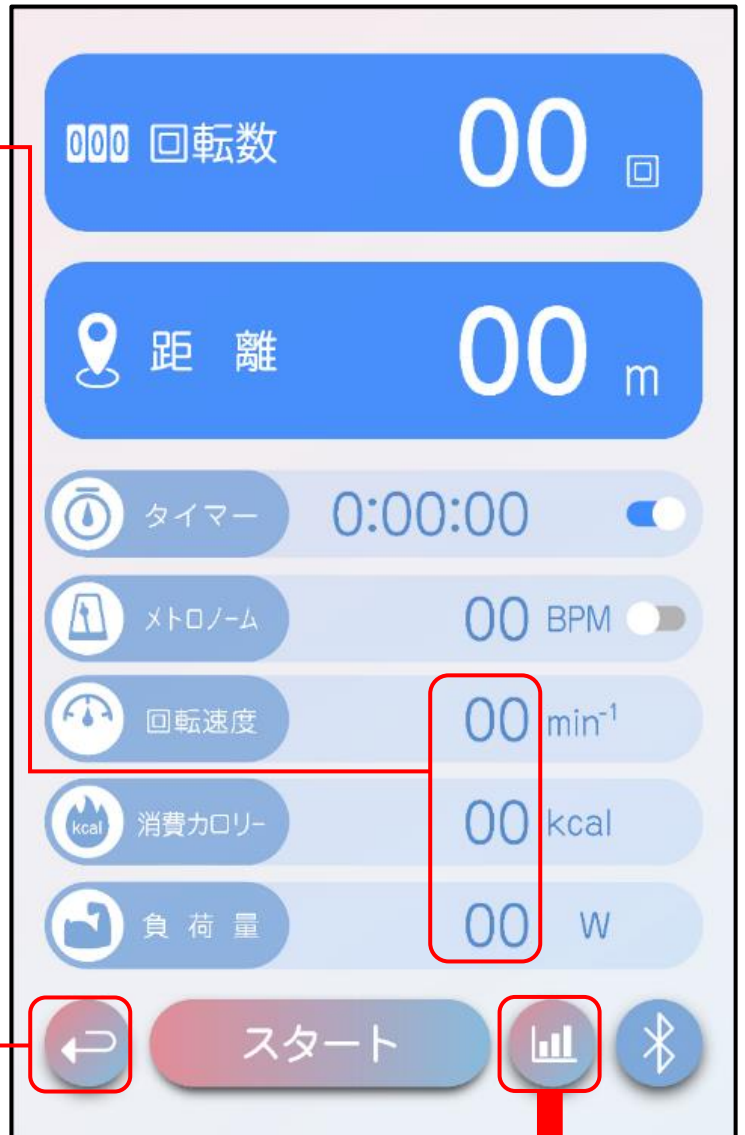 000 回転数 00 回
距 離 00 m
タイマー 0:00:00
メトロノーム 00 BPM
回転速度 00 min⁻¹
kcal 消費カロリー 00 kcal
負 荷 量 00 W
スタート